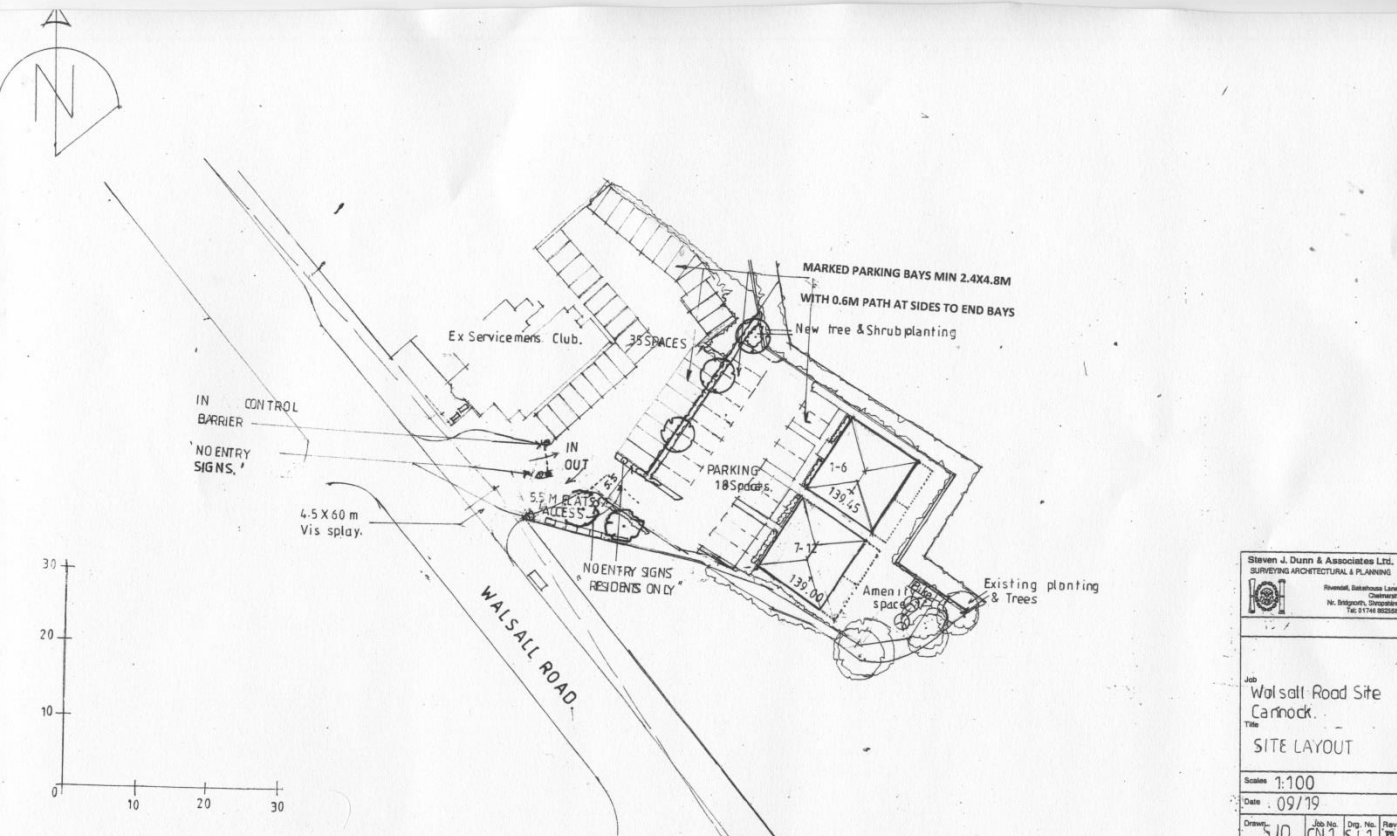 N
MARKED PARKING BAYS MIN 2.4X4.8M
WITH 0.6M PATH AT SIDES TO END BAYS
New tree & Shrub planting
Ex Servicemens. Club.
35 SPACES
IN CONTROL
BARRIER
'NO ENTRY
SIGNS.'
IN
OUT
PARKING
18 Spaces.
1-6
139.45
5.5 M FLATS
ACCESS
4.5 X 60 m
Vis splay.
7-12
139.00
"NO ENTRY SIGNS
RESIDENTS ONLY"
Amenity
space
Existing planting
& Trees
WALSALL ROAD.
30
20
10
0
10
20
30
Steven J. Dunn & Associates Ltd.
SURVEYING ARCHITECTURAL & PLANNING
Nr. Bridgnorth, Shropshire
Job
Walsall Road Site
Cannock.
Title
SITE LAYOUT
Scales 1:100
Date . 09/19
Drawn
Job No.
Drg. No.